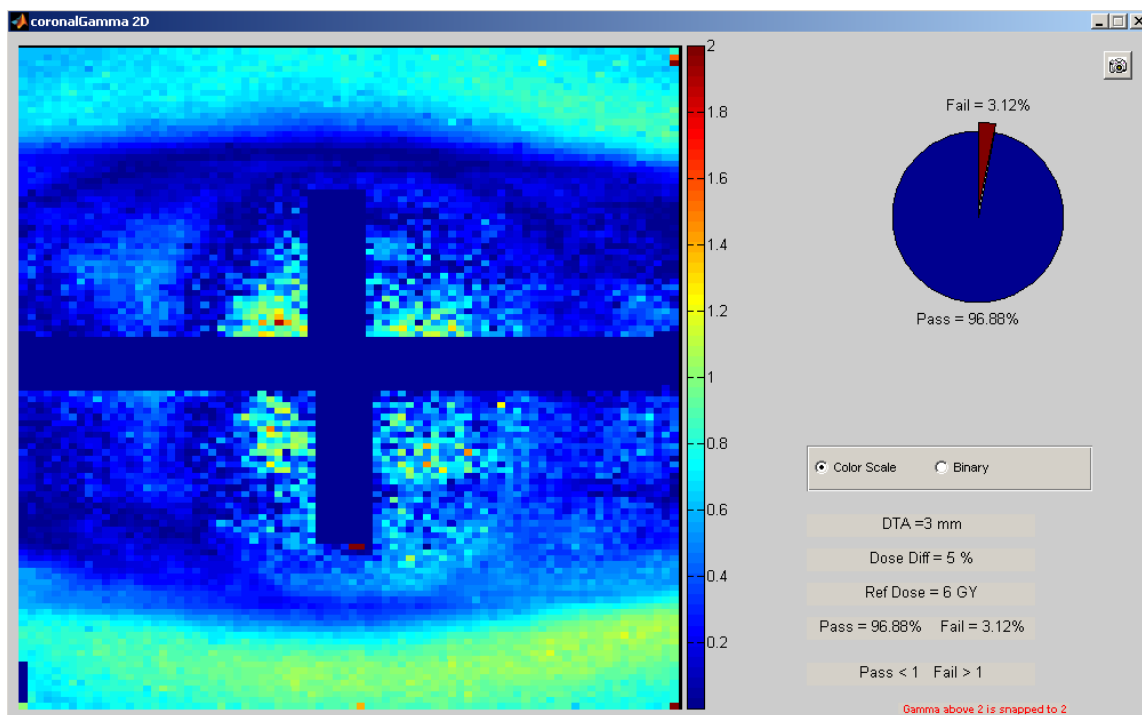 coronalGamma 2D
2
1.8
1.6
1.4
1.2
1
0.8
0.6
0.4
0.2
Fail = 3.12%
Pass = 96.88%
Color Scale Binary
DTA =3 mm
Dose Diff = 5 %
Ref Dose = 6 GY
Pass = 96.88% Fail = 3.12%
Pass < 1 Fail > 1
Gamma above 2 is snapped to 2